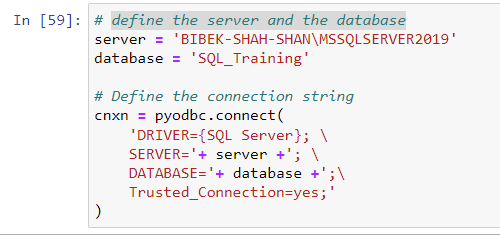 In [59]: # define the server and the database
server = 'BIBEK-SHAH-SHAN\MSSQLSERVER2019'
database = 'SQL_Training'
# Define the connection string
cnxn = pyodbc.connect(
'DRIVER={SQL Server}; \
SERVER='+ server +'; \
DATABASE='+ database +';\
Trusted_Connection=yes;'
)